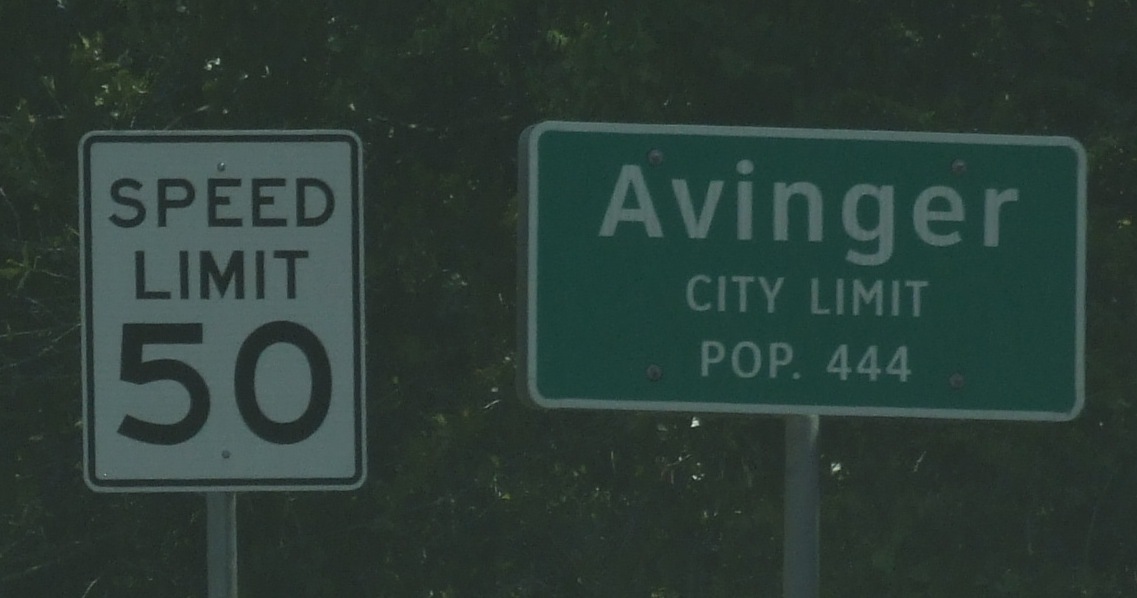 SPEED
LIMIT
50
Avinger
CITY LIMIT
POP. 444